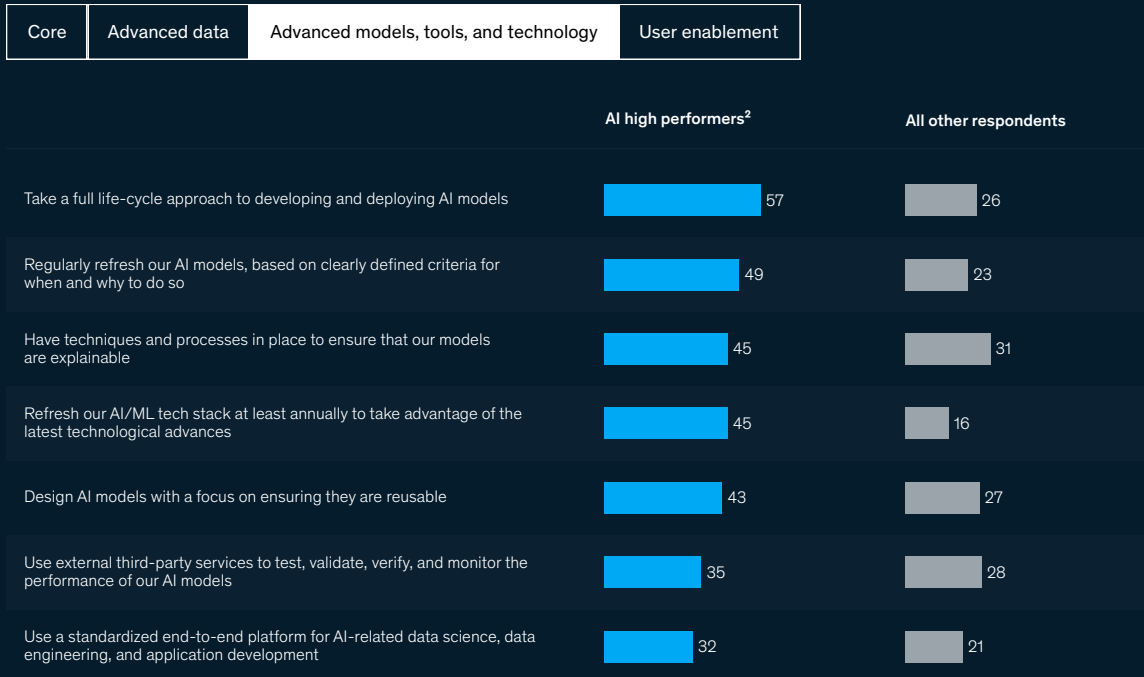 Core
Advanced data
Advanced models, tools, and technology
User enablement
AI high performers²
All other respondents
Take a full life-cycle approach to developing and deploying AI models
57
26
Regularly refresh our AI models, based on clearly defined criteria for
when and why to do so
49
23
Have techniques and processes in place to ensure that our models
are explainable
45
31
Refresh our AI/ML tech stack at least annually to take advantage of the
latest technological advances
45
16
Design AI models with a focus on ensuring they are reusable
43
27
Use external third-party services to test, validate, verify, and monitor the
performance of our AI models
35
28
Use a standardized end-to-end platform for AI-related data science, data
engineering, and application development
32
21